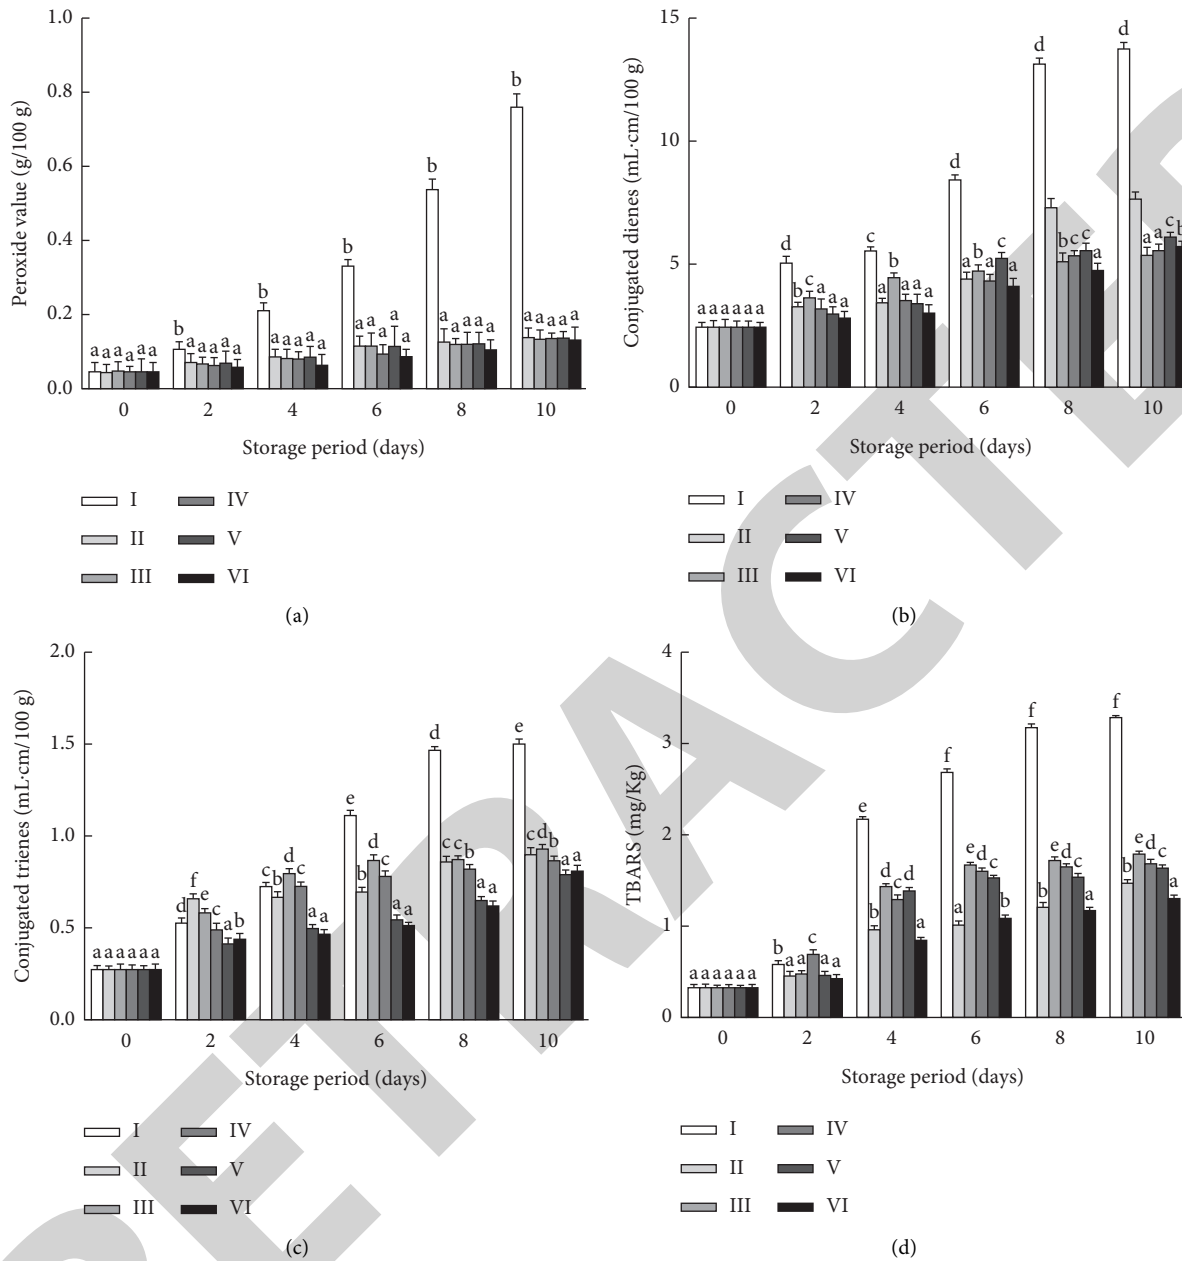 1.0
0.8
0.6
0.4
0.2
0.0
Peroxide value (g/100 g)
a a a a a a
b a a a a a
b a a a a a
b a a a a a
b a a a a a
b a a a a a
0 2 4 6 8 10
Storage period (days)
I IV
II V
III VI
(a)
15
10
5
0
Conjugated dienes (mL·cm/100 g)
a a a a a a
d b c a a a
c a b a a a
d a b a c a
d a b c c a
d a a c b
0 2 4 6 8 10
Storage period (days)
I IV
II V
III VI
(b)
2.0
1.5
1.0
0.5
0.0
Conjugated trienes (mL·cm/100 g)
a a a a a a
d f e c a b
c b d c a a
e b d c a a
d c c b a a
e c d b a a
0 2 4 6 8 10
Storage period (days)
I IV
II V
III VI
(c)
4
3
2
1
0
TBARS (mg/Kg)
a a a a a a
b a a c a a
e b d c d a
f a e d c b
f b e d c a
f b e d c a
0 2 4 6 8 10
Storage period (days)
I IV
II V
III VI
(d)
RETRACTED